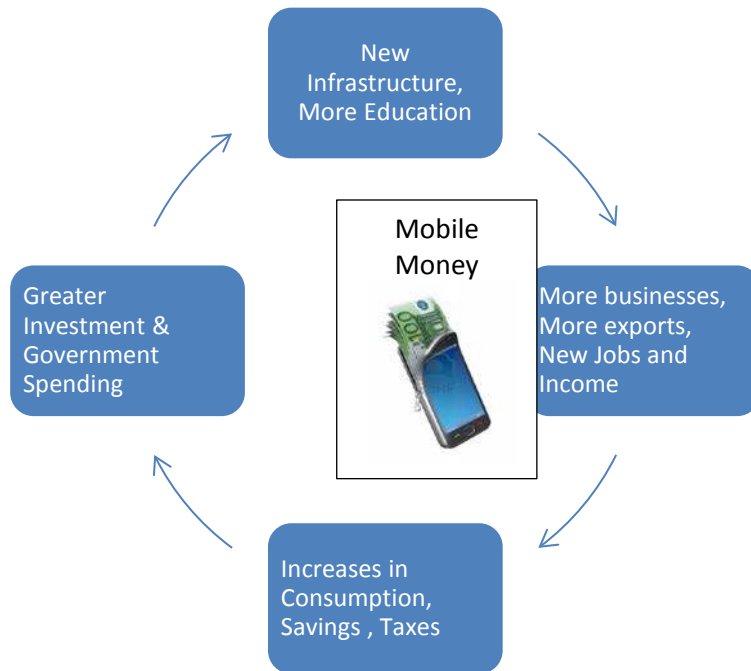 New
Infrastructure,
More Education
Mobile
Money
100
Greater
Investment &
Government
Spending
More businesses,
More exports,
New Jobs and
Income
Increases in
Consumption,
Savings , Taxes